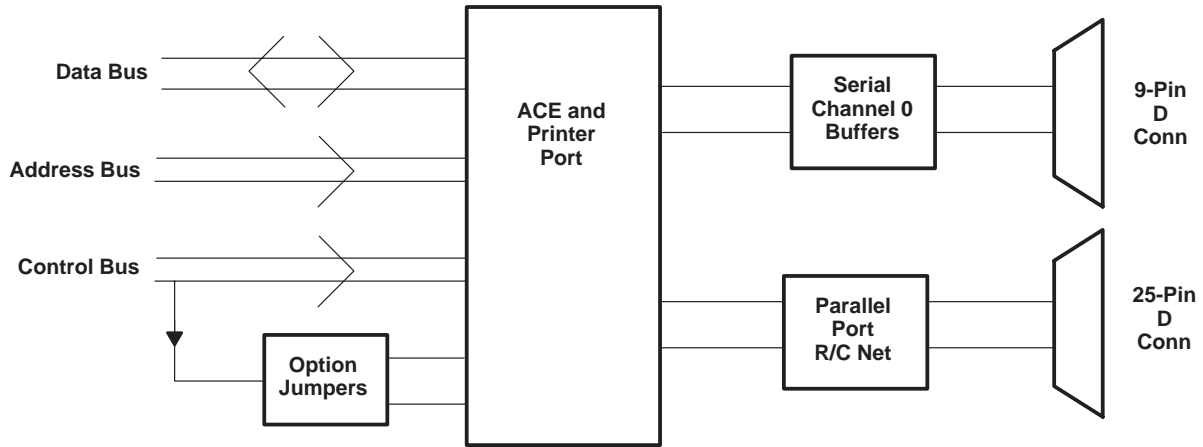 Data Bus
Address Bus
Control Bus
Option
Jumpers
ACE and
Printer
Port
Serial
Channel 0
Buffers
9-Pin
D
Conn
Parallel
Port
R/C Net
25-Pin
D
Conn